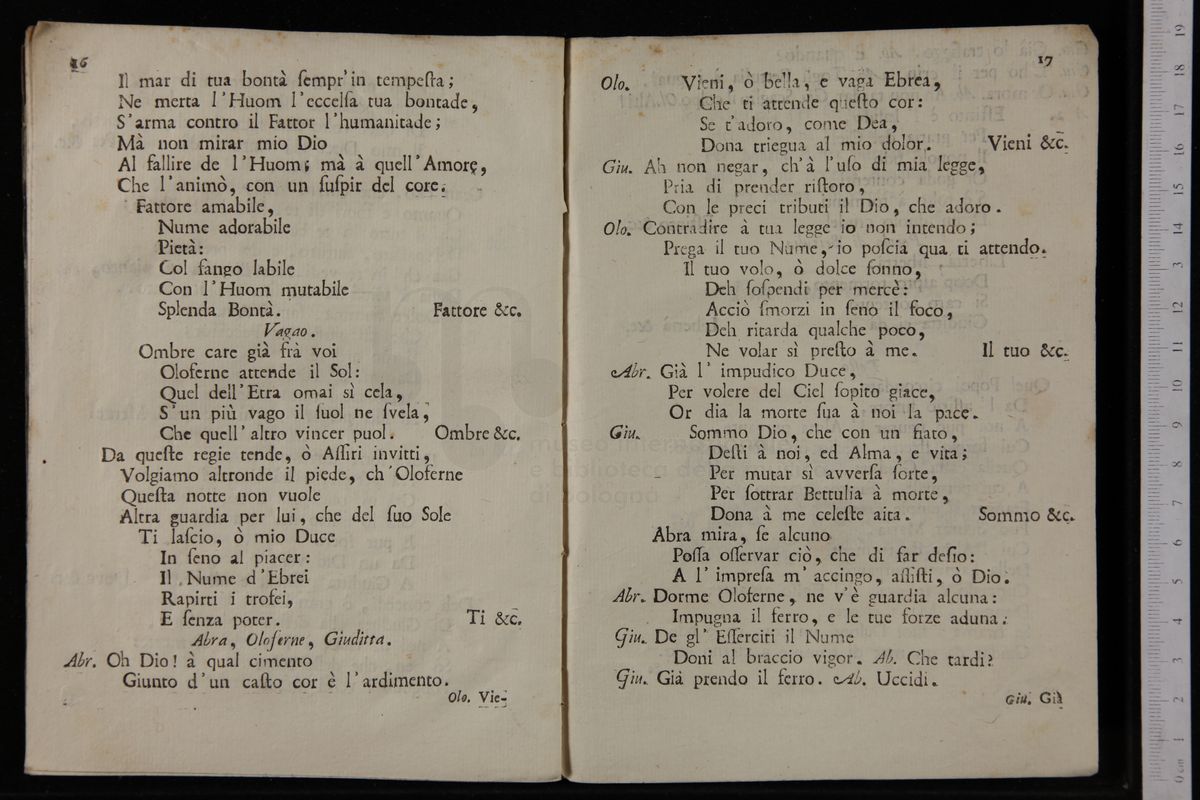 16
Il mar di tua bontà ſempr'in tempeſta;
Ne merta l'Huom l'eccelſa tua bontade,
S'arma contro il Fattor l'humanitade;
Mà non mirar mio Dio
Al fallire de l'Huom; mà à quell'Amore,
Che l'animò, con un ſuſpir del core.
Fattore amabile,
Nume adorabile
Pietà:
Col fango labile
Con l'Huom mutabile
Splenda Bontà. Fattore &c.
Vagao.
Ombre care già frà voi
Oloferne attende il Sol:
Quel dell'Etra omai sì cela,
S'un più vago il ſuol ne ſvela,
Che quell'altro vincer puol. Ombre &c.
Da queſte regie tende, ò Aſſiri invitti,
Volgiamo altronde il piede, ch'Oloferne
Queſta notte non vuole
Altra guardia per lui, che del ſuo Sole
Ti laſcio, ò mio Duce
In ſeno al piacer:
Il Nume d'Ebrei
Rapirti i trofei,
E ſenza poter. Ti &c.
Abra, Oloferne, Giuditta.
Abr. Oh Dio! à qual cimento
Giunto d'un caſto cor è l'ardimento.
Olo. Vie-
17
Olo. Vieni, ò bella, e vaga Ebrea,
Che ti attende queſto cor:
Se t'adoro, come Dea,
Dona triegua al mio dolor. Vieni &c.
Giu. Ah non negar, ch'à l'uſo di mia legge,
Pria di prender riſtoro,
Con le preci tributi il Dio, che adoro.
Olo. Contradire à tua legge io non intendo;
Prega il tuo Nume, io poſcia qua ti attendo.
Il tuo volo, ò dolce ſonno,
Deh ſoſpendi per mercè:
Acciò ſmorzi in ſeno il foco,
Deh ritarda qualche poco,
Ne volar sì preſto à me. Il tuo &c.
Abr. Già l' impudico Duce,
Per volere del Ciel ſopito giace,
Or dia la morte ſua à noi la pace.
Giu. Sommo Dio, che con un fiato,
Deſti à noi, ed Alma, e vita;
Per mutar sì avverſa ſorte,
Per ſottrar Bettulia à morte,
Dona à me celeſte aita. Sommo &c.
Abra mira, ſe alcuno
Poſſa oſſervar ciò, che di far deſio:
A l' impreſa m' accingo, aſſiſti, ò Dio.
Abr. Dorme Oloferne, ne v'è guardia alcuna:
Impugna il ferro, e le tue forze aduna.
Giu. De gl' Eſſerciti il Nume
Doni al braccio vigor. Ab. Che tardi?
Giu. Già prendo il ferro. Ab. Uccidi.
Giu. Già